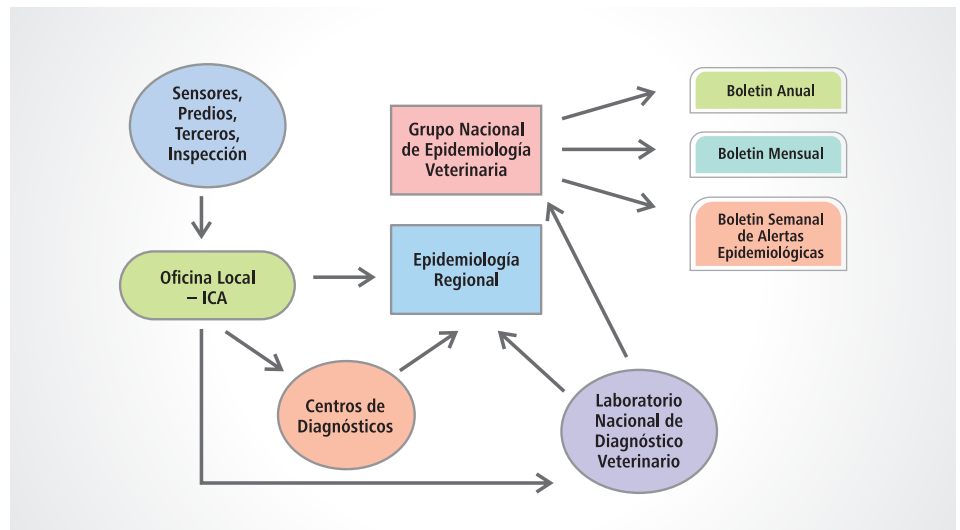 Sensores,
Predios,
Terceros,
Inspección
Grupo Nacional
de Epidemiología
Veterinaria
Boletin Anual
Boletin Mensual
Boletin Semanal
de Alertas
Epidemiológicas
Oficina Local
– ICA
Epidemiología
Regional
Centros de
Diagnósticos
Laboratorio
Nacional de
Diagnóstico
Veterinario